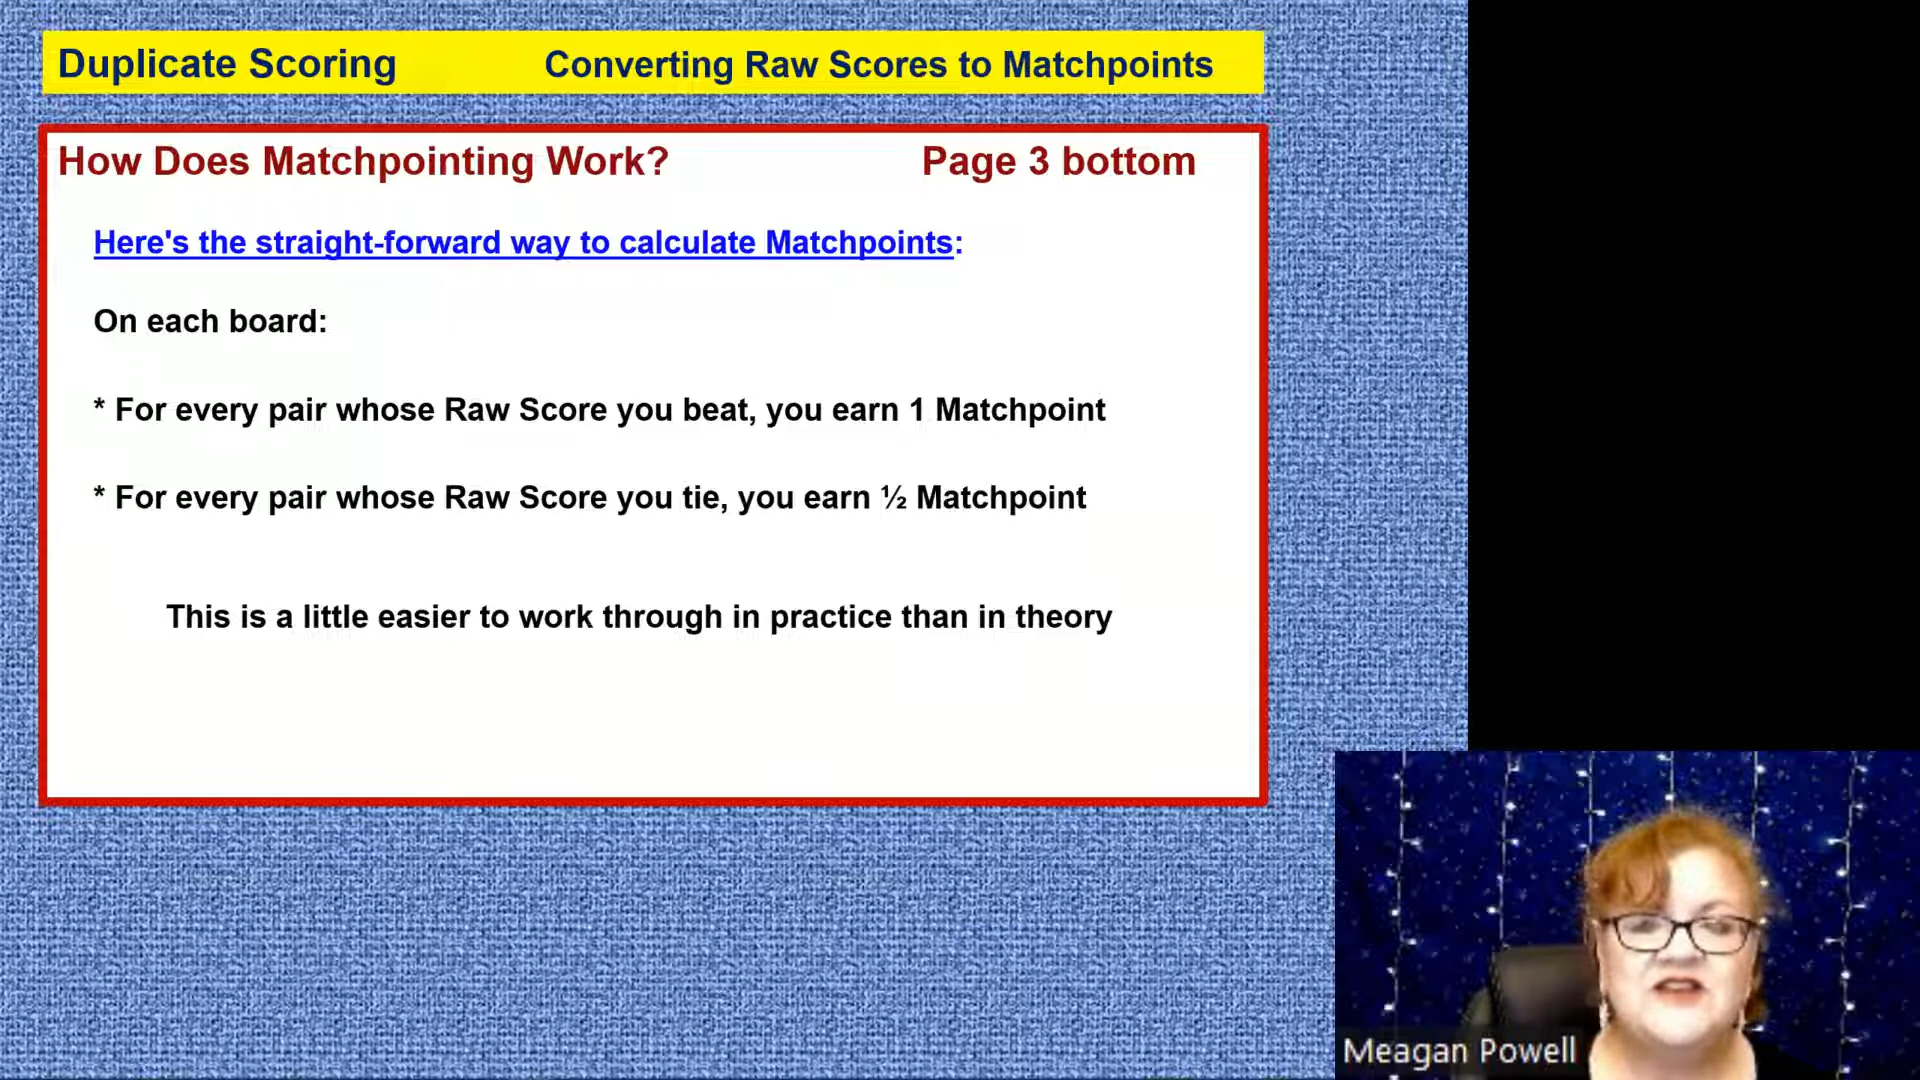 Duplicate Scoring Converting Raw Scores to Matchpoints
How Does Matchpointing Work? Page 3 bottom
Here's the straight-forward way to calculate Matchpoints:
On each board:
* For every pair whose Raw Score you beat, you earn 1 Matchpoint
* For every pair whose Raw Score you tie, you earn ½ Matchpoint
This is a little easier to work through in practice than in theory
Meagan Powell